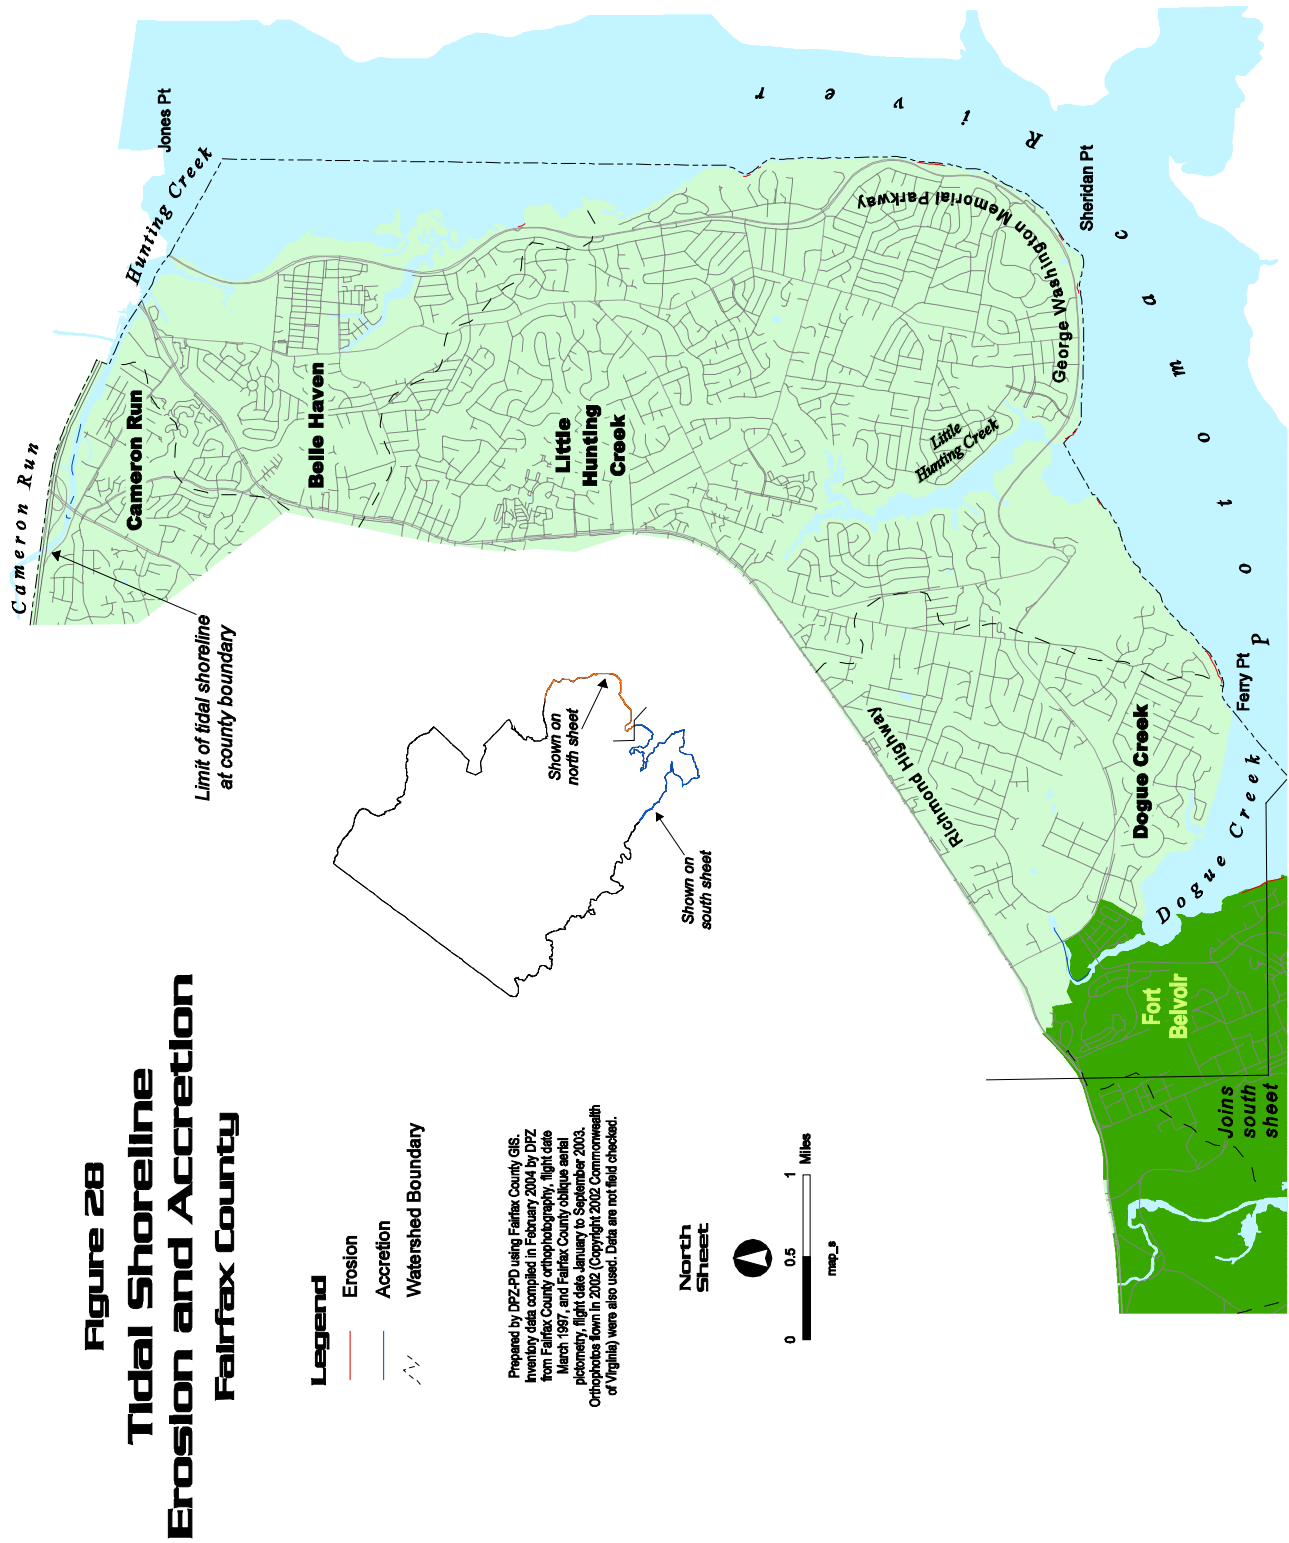 Figure 28
Tidal Shoreline
Erosion and Accretion
Fairfax County
Legend
Erosion
Accretion
Watershed Boundary
Prepared by DPZ-PD using Fairfax County GIS.
Inventory data compiled in February 2004 by DPZ
from Fairfax County orthophotography, flight date
March 1997, and Fairfax County oblique aerial
pictometry, flight date January to September 2003.
Orthophotos flown in 2002 (Copyright 2002 Commonwealth
of Virginia) were also used. Data are not field checked.
North
Sheet
0 0.5 1 Miles
map_s
Limit of tidal shoreline
at county boundary
Shown on
north sheet
Shown on
south sheet
Cameron Run
Hunting Creek
Jones Pt
Cameron Run
Belle Haven
Little
Hunting
Creek
Little
Hunting Creek
George Washington Memorial Parkway
Sheridan Pt
Potomac River
Richmond Highway
Dogue Creek
Ferry Pt
Dogue Creek
Fort
Belvoir
Joins
south
sheet